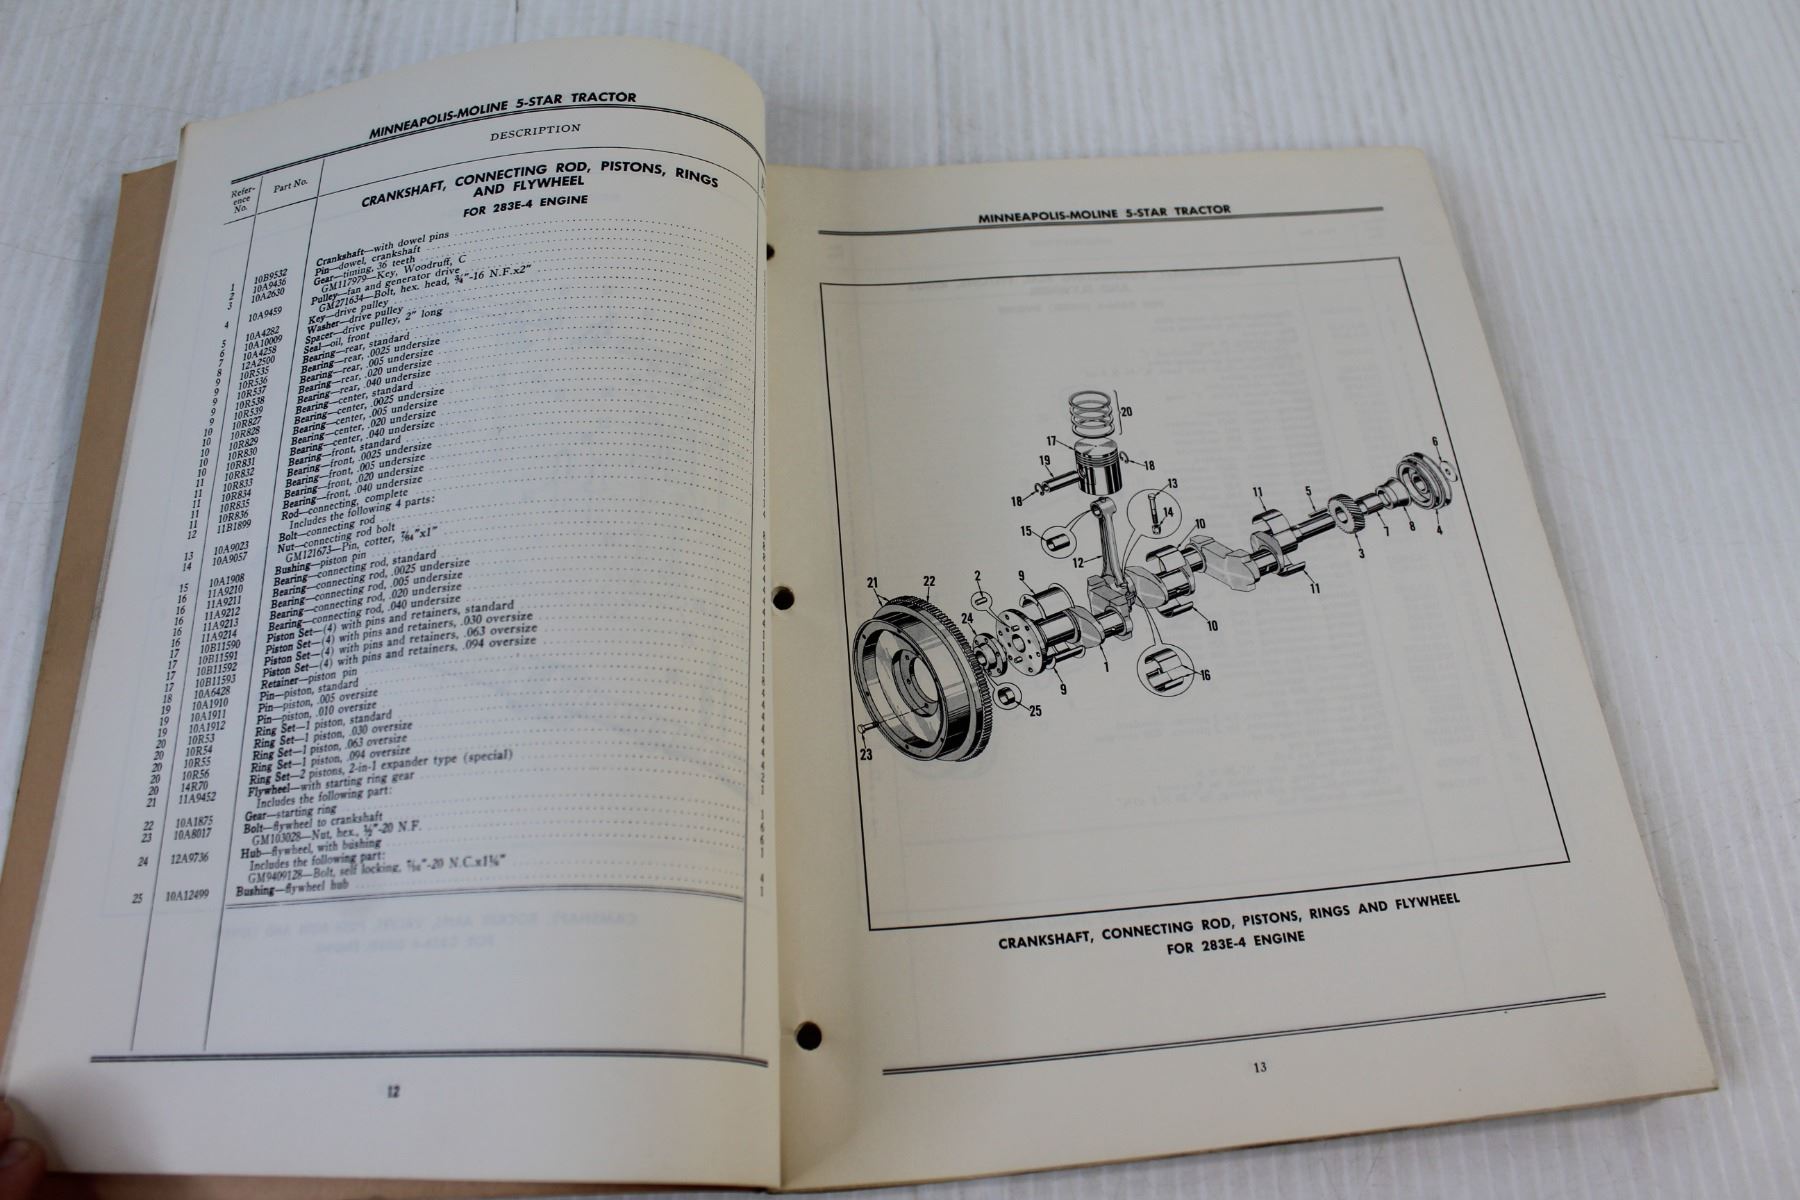 MINNEAPOLIS-MOLINE 5-STAR TRACTOR
Reference No. Part No. DESCRIPTION
CRANKSHAFT, CONNECTING ROD, PISTONS, RINGS
AND FLYWHEEL
FOR 283E-4 ENGINE
1 10B9532 Crankshaft—with dowel pins
2 10A9436 Pin—dowel, crankshaft
3 10A2630 Gear—timing, 36 teeth
GM117979—Key, Woodruff, C
4 10A9459 Pulley—fan and generator drive
GM271634—Bolt, hex. head, ¾"-16 N.F.x2"
5 10A4282 Key—drive pulley
6 10A10009 Washer—drive pulley
7 10A4258 Spacer—drive pulley, 2" long
8 12A2500 Seal—oil, front
9 10R535 Bearing—rear, standard
9 10R536 Bearing—rear, .0025 undersize
9 10R537 Bearing—rear, .005 undersize
9 10R538 Bearing—rear, .020 undersize
9 10R539 Bearing—rear, .040 undersize
10 10R827 Bearing—center, standard
10 10R828 Bearing—center, .0025 undersize
10 10R829 Bearing—center, .005 undersize
10 10R830 Bearing—center, .020 undersize
10 10R831 Bearing—center, .040 undersize
11 10R832 Bearing—front, standard
11 10R833 Bearing—front, .0025 undersize
11 10R834 Bearing—front, .005 undersize
11 10R835 Bearing—front, .020 undersize
11 10R836 Bearing—front, .040 undersize
12 11B1899 Rod—connecting, complete
Includes the following 4 parts:
13 10A9023 Bolt—connecting rod
14 10A9057 Nut—connecting rod bolt
GM121673—Pin, cotter, 7/64"x1"
15 10A1908 Bushing—piston pin
16 11A9210 Bearing—connecting rod, standard
16 11A9211 Bearing—connecting rod, .0025 undersize
16 11A9212 Bearing—connecting rod, .005 undersize
16 11A9213 Bearing—connecting rod, .020 undersize
16 11A9214 Bearing—connecting rod, .040 undersize
17 10B11590 Piston Set—(4) with pins and retainers, standard
17 10B11591 Piston Set—(4) with pins and retainers, .030 oversize
17 10B11592 Piston Set—(4) with pins and retainers, .063 oversize
17 10B11593 Piston Set—(4) with pins and retainers, .094 oversize
18 10A6428 Retainer—piston pin
19 10A1910 Pin—piston, standard
19 10A1911 Pin—piston, .005 oversize
19 10A1912 Pin—piston, .010 oversize
20 10R53 Ring Set—1 piston, standard
20 10R54 Ring Set—1 piston, .030 oversize
20 10R55 Ring Set—1 piston, .063 oversize
20 10R56 Ring Set—1 piston, .094 oversize
20 14R70 Ring Set—2 pistons, 2-in-1 expander type (special)
21 11A9452 Flywheel—with starting ring gear
Includes the following part:
22 10A1875 Gear—starting ring
23 10A8017 Bolt—flywheel to crankshaft
GM103028—Nut, hex., ½"-20 N.F.
24 12A9736 Hub—flywheel, with bushing
Includes the following part:
GM9409128—Bolt, self locking, 7/16"-20 N.C.x1¼"
25 10A12499 Bushing—flywheel hub
12
MINNEAPOLIS-MOLINE 5-STAR TRACTOR
20
17
19
18
18
13
14
15
12
10
11
5
6
4
8
7
3
11
10
2
9
22
21
24
1
9
16
25
23
CRANKSHAFT, CONNECTING ROD, PISTONS, RINGS AND FLYWHEEL
FOR 283E-4 ENGINE
13